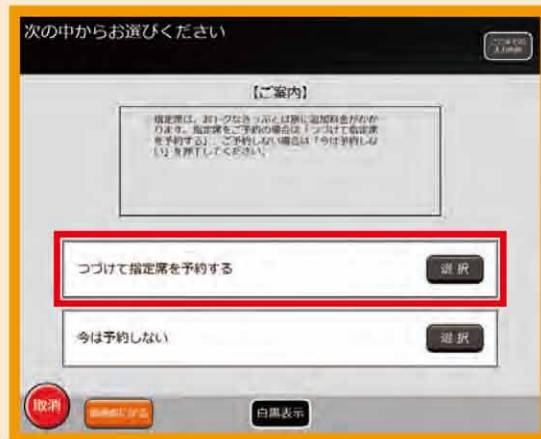 次の中からお選びください
【ご案内】
指定席は、おトクなきっぷとは別に追加料金がかか
ります。指定席をご予約の場合は「つづけて指定席
を予約する」、ご予約しない場合は「今は予約しな
い」を押下してください。
つづけて指定席を予約する
選択
今は予約しない
選択
取消
白黒表示